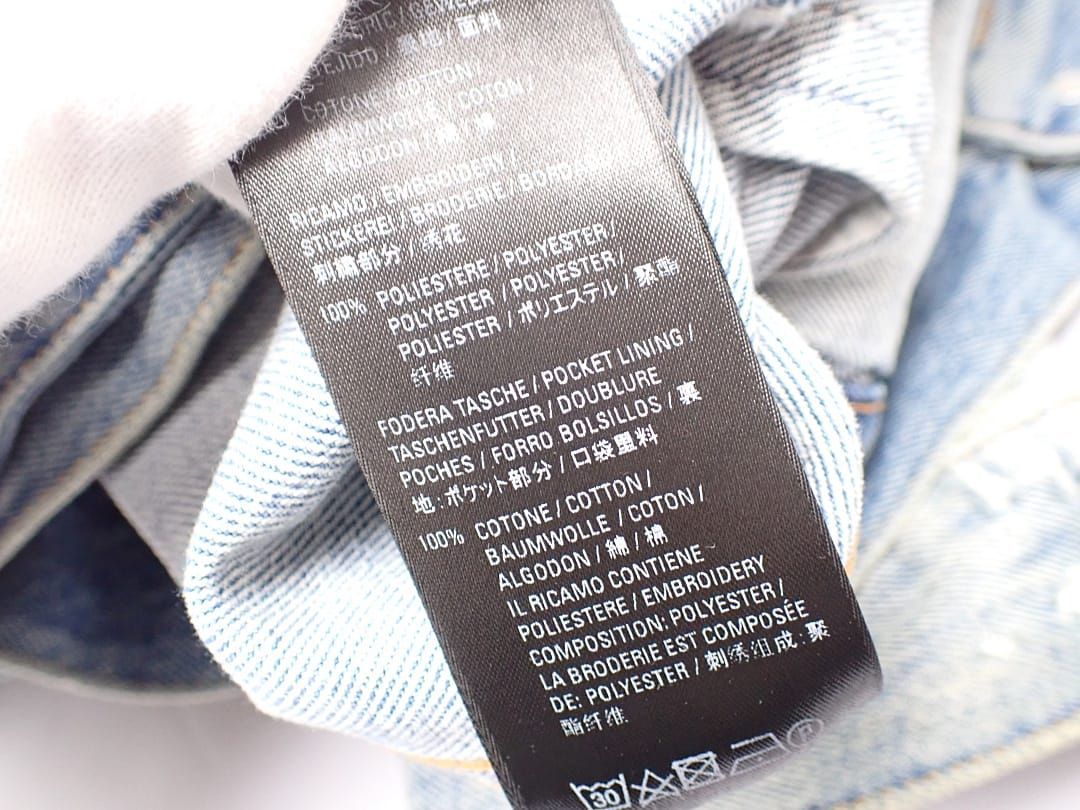 COTONE / COTTON /
COTON /
ALGODON /
RICAMO / EMBROIDERY /
STICKEREI / BRODERIE /
刺繍部分 / 绣花
100% POLIESTERE / POLYESTER /
POLYESTER / POLYESTER /
POLIESTER / ポリエステル / 聚酯
纤维
FODERA TASCHE / POCKET LINING /
TASCHENFUTTER / DOUBLURE
POCHES / FORRO BOLSILLOS / 裏
地:ポケット部分 / 口袋里料
100% COTONE / COTTON /
BAUMWOLLE / COTON /
ALGODON / 綿 / 棉
IL RICAMO CONTIENE
POLIESTERE / EMBROIDERY
COMPOSITION: POLYESTER /
LA BRODERIE EST COMPOSÉE
DE: POLYESTER / 刺绣组成: 聚
酯纤维
30 P